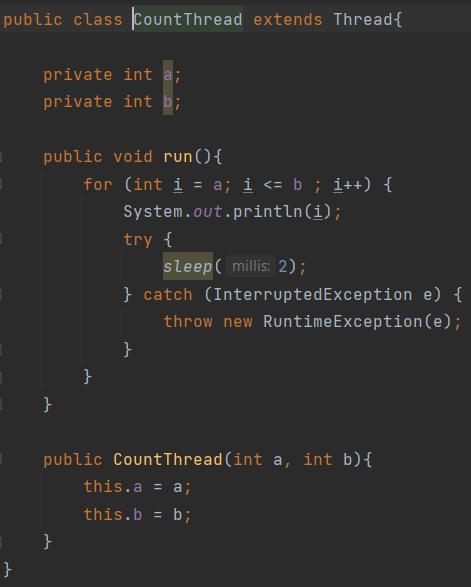 public class CountThread extends Thread{
private int a;
private int b;
public void run(){
for (int i = a; i <= b ; i++) {
System.out.println(i);
try {
sleep( millis: 2);
} catch (InterruptedException e) {
throw new RuntimeException(e);
}
}
}
public CountThread(int a, int b){
this.a = a;
this.b = b;
}
}